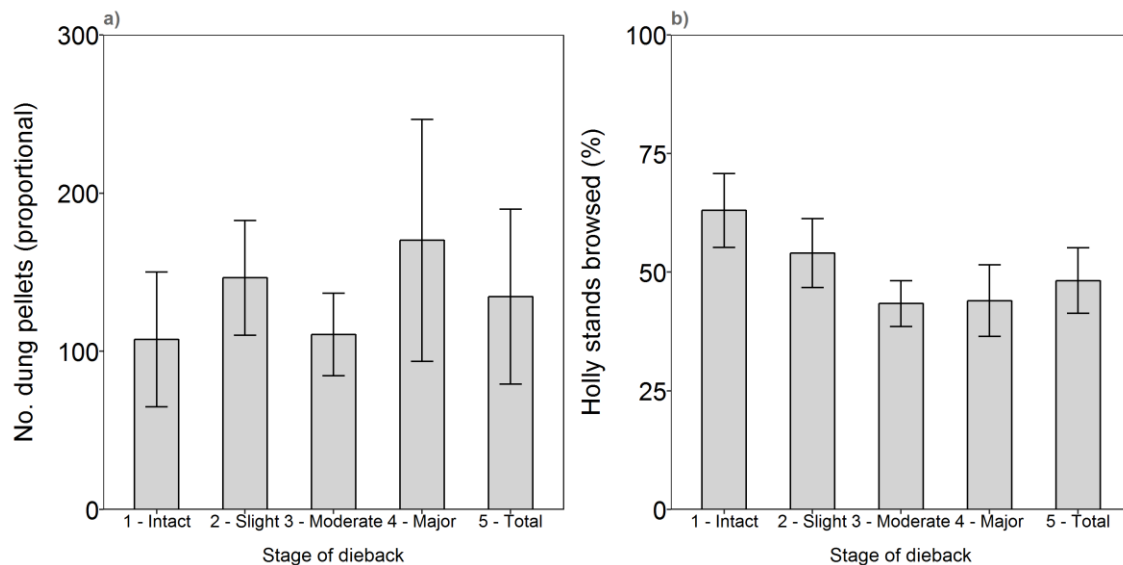 a)
No. dung pellets (proportional)
300
200
100
0
1 - Intact 2 - Slight 3 - Moderate 4 - Major 5 - Total
Stage of dieback
b)
Holly stands browsed (%)
100
75
50
25
0
1 - Intact 2 - Slight 3 - Moderate 4 - Major 5 - Total
Stage of dieback